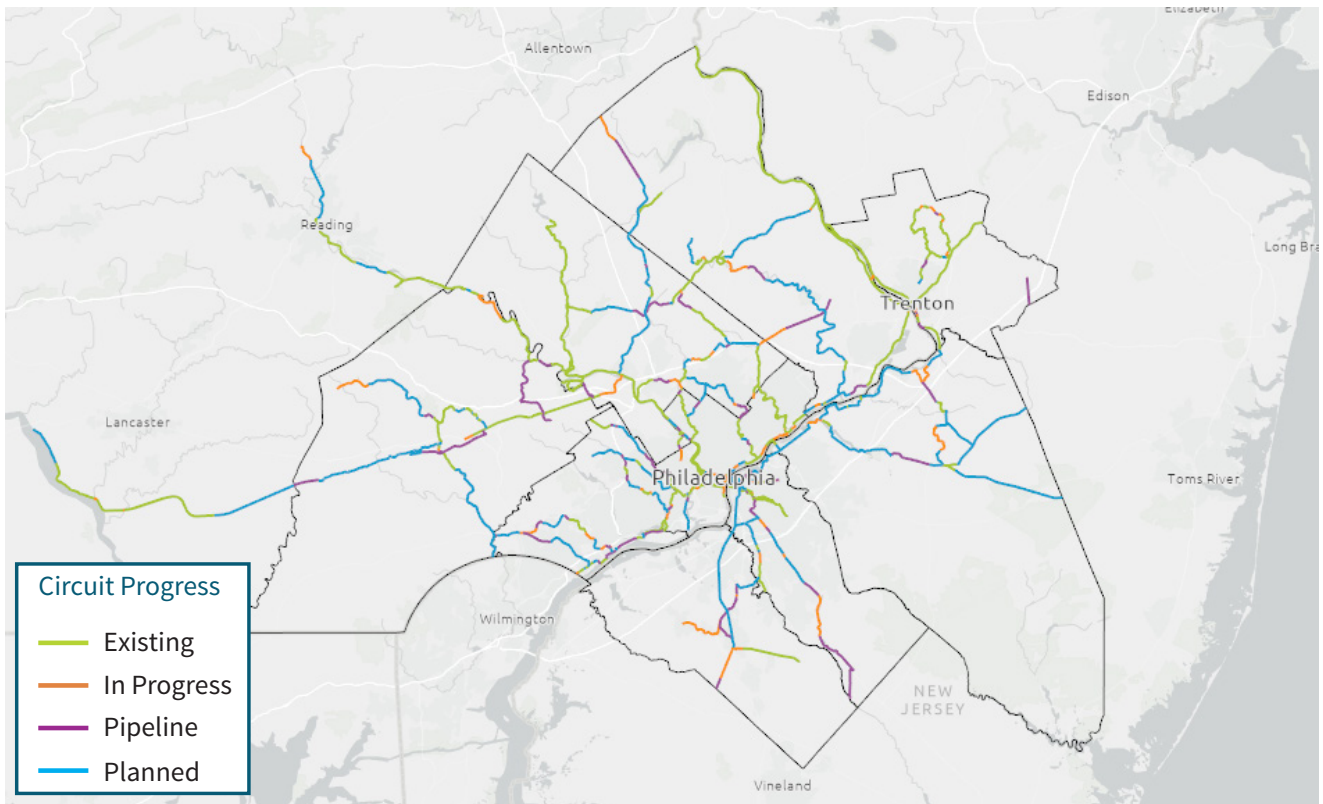 Elizabeth
Allentown
Edison
Reading
Long Bra
Trenton
Lancaster
Philadelphia
Toms River
Circuit Progress
Existing
In Progress
Pipeline
Planned
Wilmington
NEW
JERSEY
Vineland